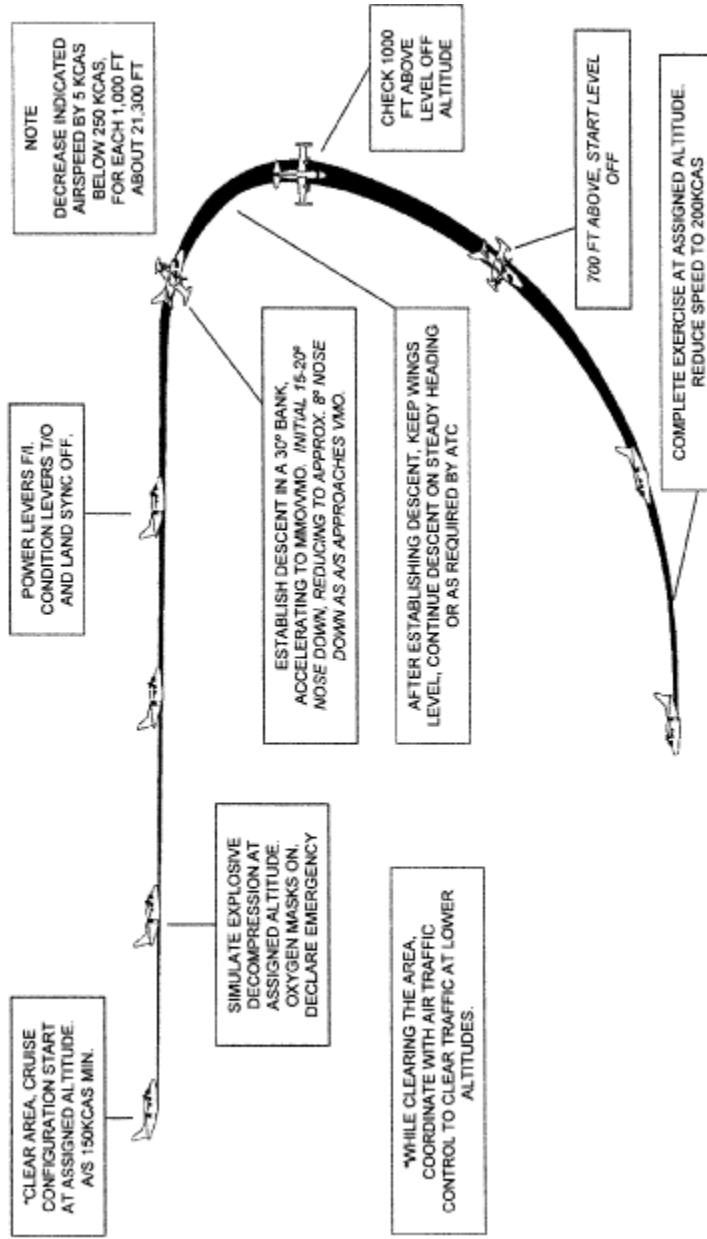 *CLEAR AREA, CRUISE
CONFIGURATION START
AT ASSIGNED ALTITUDE.
A/S 150KCAS MIN.
SIMULATE EXPLOSIVE
DECOMPRESSION AT
ASSIGNED ALTITUDE.
OXYGEN MASKS ON.
DECLARE EMERGENCY
POWER LEVERS F/I.
CONDITION LEVERS T/O
AND LAND SYNC OFF.
NOTE
DECREASE INDICATED
AIRSPEED BY 5 KCAS
BELOW 250 KCAS,
FOR EACH 1,000 FT
ABOUT 21,300 FT
ESTABLISH DESCENT IN A 30º BANK,
ACCELERATING TO MMO/VMO. INITIAL 15-20º
NOSE DOWN, REDUCING TO APPROX. 8º NOSE
DOWN AS A/S APPROACHES VMO.
AFTER ESTABLISHING DESCENT, KEEP WINGS
LEVEL, CONTINUE DESCENT ON STEADY HEADING
OR AS REQUIRED BY ATC
CHECK 1000
FT ABOVE
LEVEL OFF
ALTITUDE
700 FT ABOVE, START LEVEL
OFF
COMPLETE EXERCISE AT ASSIGNED ALTITUDE.
REDUCE SPEED TO 200KCAS
*WHILE CLEARING THE AREA,
COORDINATE WITH AIR TRAFFIC
CONTROL TO CLEAR TRAFFIC AT LOWER
ALTITUDES.